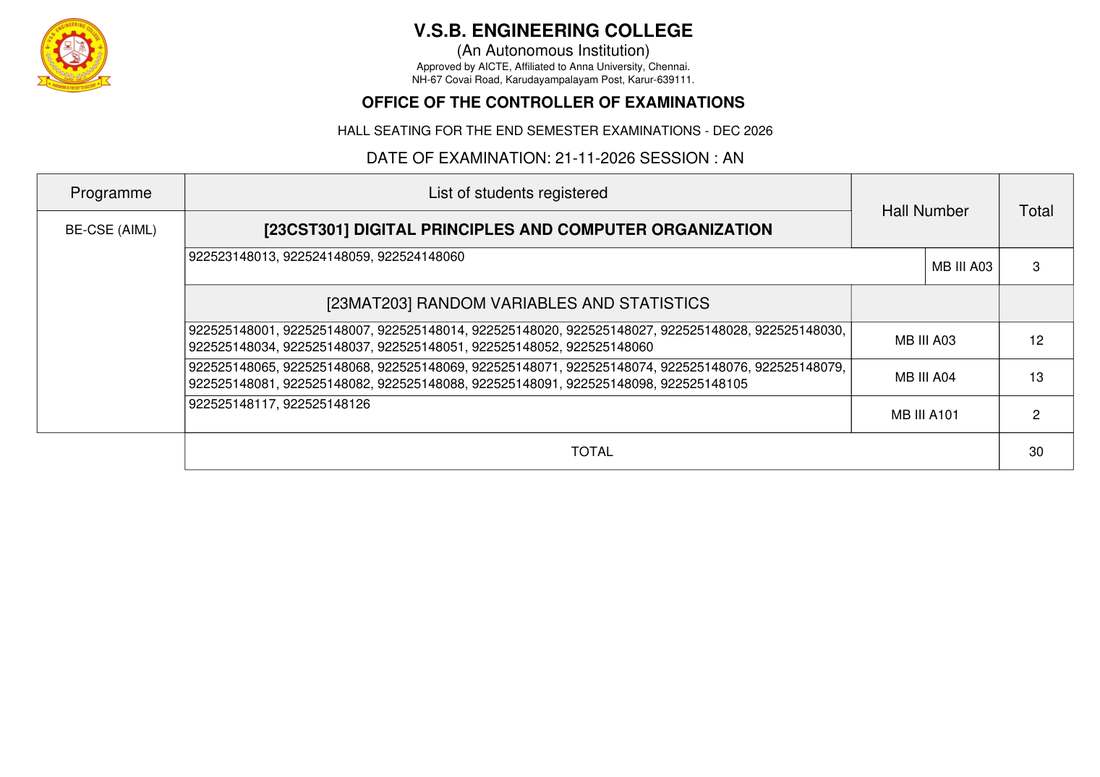 V.S.B. ENGINEERING COLLEGE
(An Autonomous Institution)
Approved by AICTE, Affiliated to Anna University, Chennai.
NH-67 Covai Road, Karudayampalayam Post, Karur-639111.
OFFICE OF THE CONTROLLER OF EXAMINATIONS
HALL SEATING FOR THE END SEMESTER EXAMINATIONS - DEC 2026
DATE OF EXAMINATION: 21-11-2026 SESSION : AN
Programme List of students registered Hall Number Total
BE-CSE (AIML) [23CST301] DIGITAL PRINCIPLES AND COMPUTER ORGANIZATION
922523148013, 922524148059, 922524148060 MB III A03 3
[23MAT203] RANDOM VARIABLES AND STATISTICS
922525148001, 922525148007, 922525148014, 922525148020, 922525148027, 922525148028, 922525148030,
922525148034, 922525148037, 922525148051, 922525148052, 922525148060 MB III A03 12
922525148065, 922525148068, 922525148069, 922525148071, 922525148074, 922525148076, 922525148079,
922525148081, 922525148082, 922525148088, 922525148091, 922525148098, 922525148105 MB III A04 13
922525148117, 922525148126 MB III A101 2
TOTAL 30